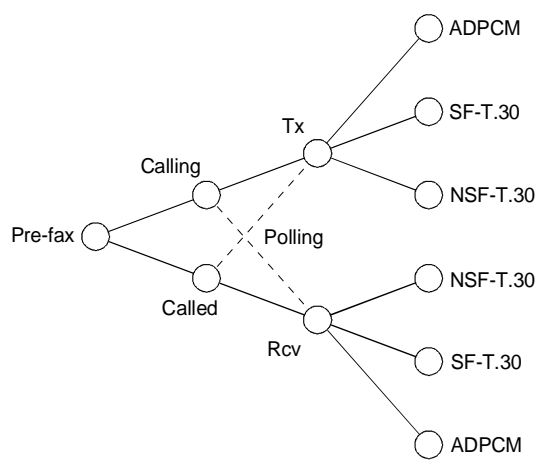 ADPCM
SF-T.30
Tx
Calling
NSF-T.30
Pre-fax
Polling
Called
NSF-T.30
Rcv
SF-T.30
ADPCM